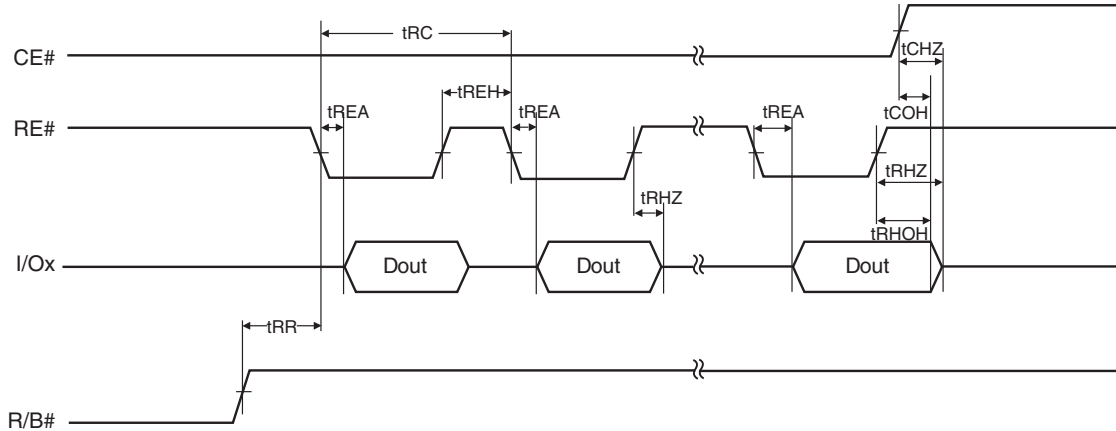 tRC
tCHZ
CE#
tREH
tREA
tREA
tREA
tCOH
RE#
tRHZ
tRHZ
tRHOH
I/Ox
Dout
Dout
Dout
tRR
R/B#